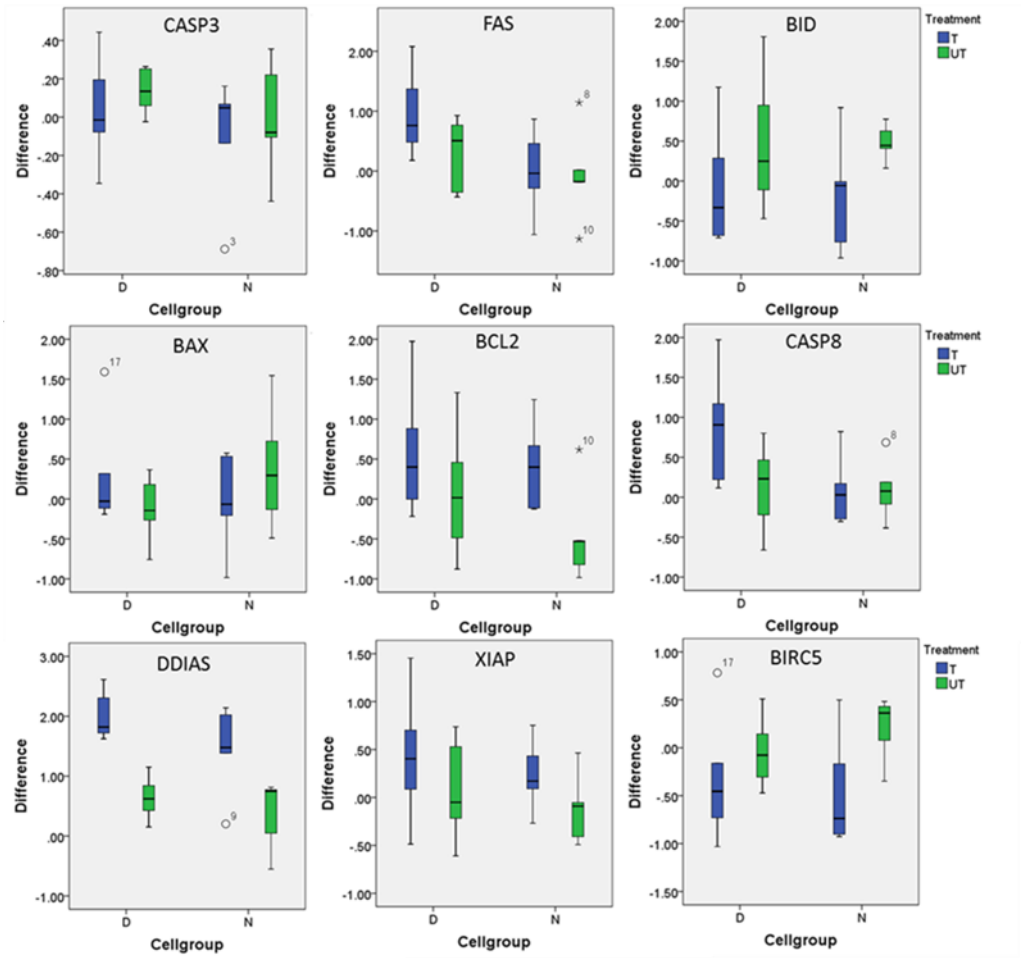 CASP3
.40
.20
.00
-.20
-.40
-.60
-.80
Difference
3
D N
Cellgroup
FAS
2.00
1.00
.00
-1.00
Difference
8
10
D N
Cellgroup
BID
2.00
1.50
1.00
.50
.00
-.50
-1.00
Difference
D N
Cellgroup
Treatment
T
UT
BAX
2.00
1.50
1.00
.50
.00
-.50
-1.00
Difference
17
D N
Cellgroup
BCL2
2.00
1.50
1.00
.50
.00
-.50
-1.00
Difference
10
D N
Cellgroup
CASP8
2.00
1.50
1.00
.50
.00
-.50
-1.00
Difference
8
D N
Cellgroup
Treatment
T
UT
DDIAS
3.00
2.00
1.00
.00
-1.00
Difference
9
D N
Cellgroup
XIAP
1.50
1.00
.50
.00
-.50
-1.00
Difference
D N
Cellgroup
BIRC5
1.00
.50
.00
-.50
-1.00
-1.50
Difference
17
D N
Cellgroup
Treatment
T
UT